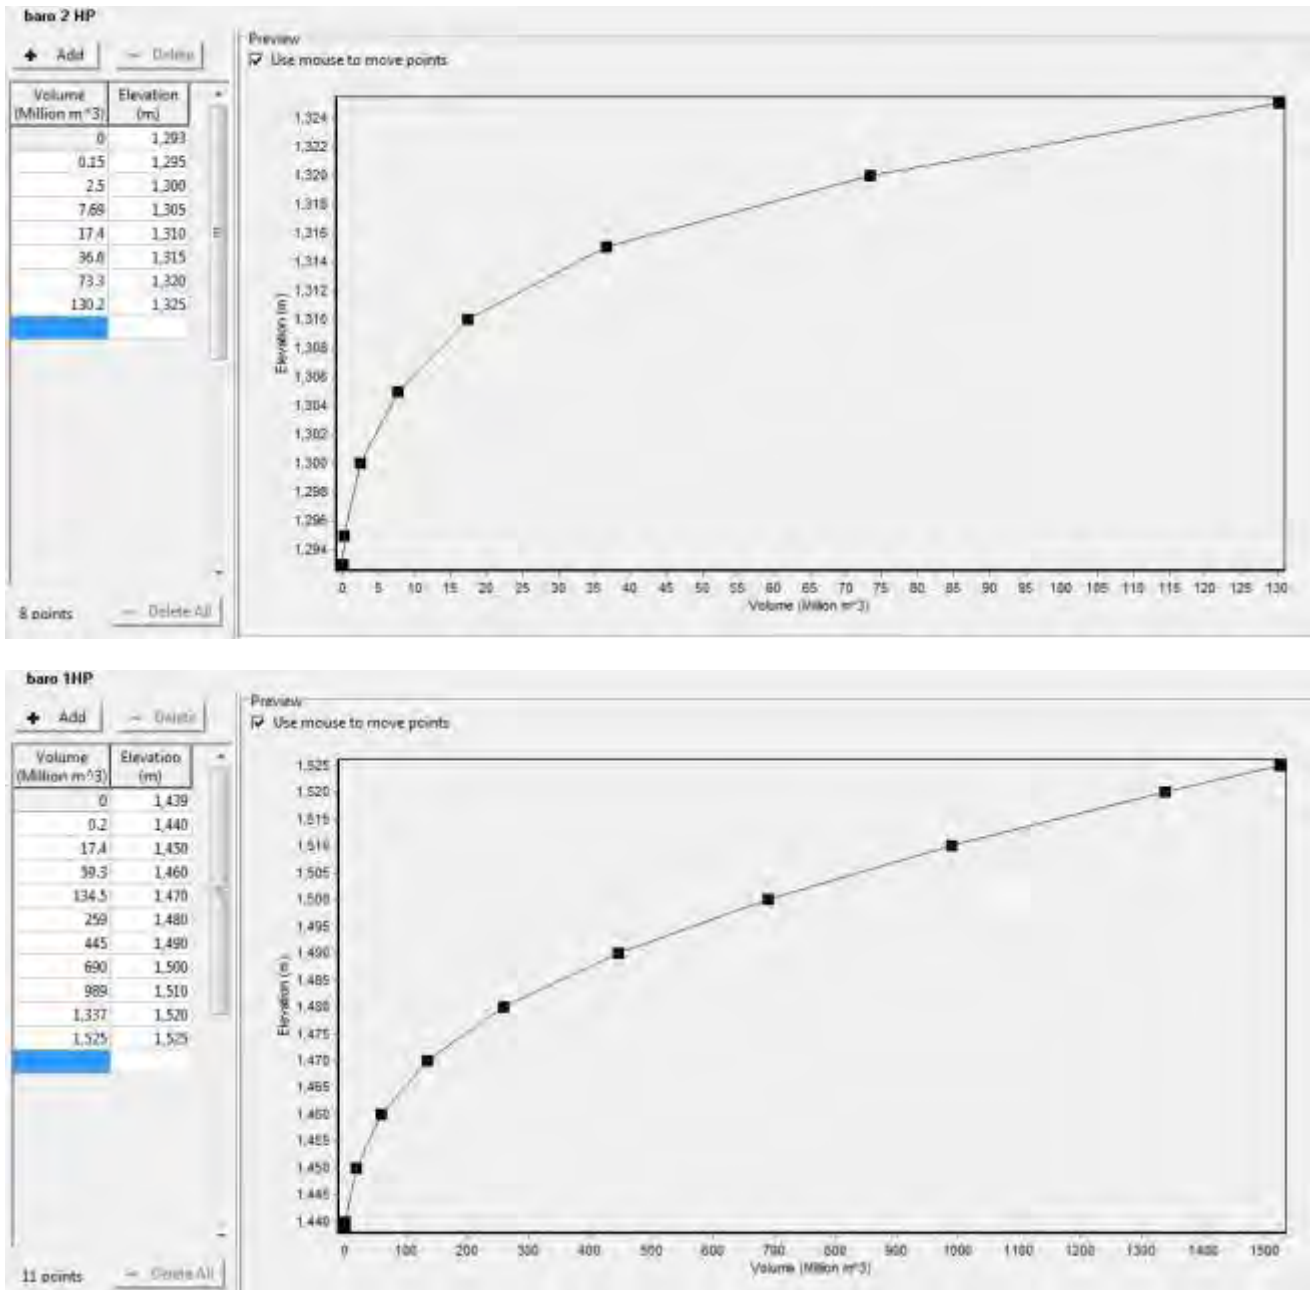 baro 2 HP
Add Delete
Volume (Million m^3) Elevation (m)
0 1,293
0.15 1,295
2.5 1,300
7.69 1,305
17.4 1,310
36.6 1,315
73.3 1,320
130.2 1,325
8 points Delete All
Preview
Use mouse to move points
1,324
1,322
1,320
1,318
1,316
1,314
1,312
1,310
1,308
1,306
1,304
1,302
1,300
1,298
1,296
1,294
Elevation (m)
0 5 10 15 20 25 30 35 40 45 50 55 60 65 70 75 80 85 90 95 100 105 110 115 120 125 130
Volume (Million m^3)
baro 1HP
Add Delete
Volume (Million m^3) Elevation (m)
0 1,439
0.2 1,440
17.4 1,450
59.3 1,460
134.5 1,470
259 1,480
445 1,490
690 1,500
989 1,510
1,337 1,520
1,525 1,525
11 points Delete All
Preview
Use mouse to move points
1,525
1,520
1,515
1,510
1,505
1,500
1,495
1,490
1,485
1,480
1,475
1,470
1,465
1,460
1,455
1,450
1,445
1,440
Elevation (m)
0 100 200 300 400 500 600 700 800 900 1000 1100 1200 1300 1400 1500
Volume (Million m^3)